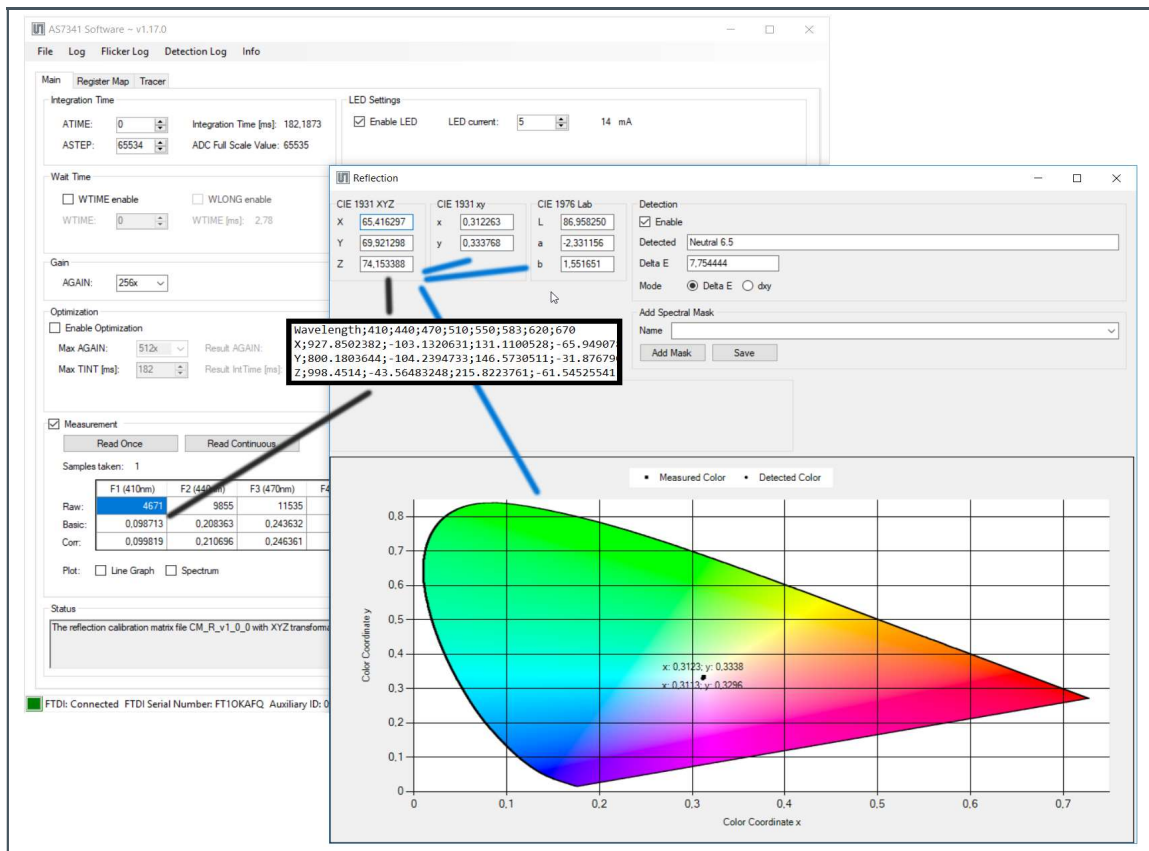 AS7341 Software ~ v1.17.0
File Log Flicker Log Detection Log Info
Main Register Map Tracer
Integration Time
ATIME: 0 Integration Time [ms]: 182,1873
ASTEP: 65534 ADC Full Scale Value: 65535
LED Settings
Enable LED LED current: 5 14 mA
Wait Time
WTIME enable WLONG enable
WTIME: 0 WTIME [ms]: 2.78
Gain
AGAIN: 256x
Optimization
Enable Optimization
Max AGAIN: 512x Result AGAIN:
Max TINT [ms]: 182 Result IntTime [ms]:
Measurement
Read Once Read Continuous
Samples taken: 1
F1 (410nm) F2 (440nm) F3 (470nm) F4
Raw: 4671 9855 11535
Basic: 0,098713 0,208363 0,243632
Corr: 0,099819 0,210696 0,246361
Plot: Line Graph Spectrum
Status
The reflection calibration matrix file CM_R_v1_0_0 with XYZ transforma
FTDI: Connected FTDI Serial Number: FT1OKAFQ Auxiliary ID: 0
Reflection
CIE 1931 XYZ CIE 1931 xy CIE 1976 Lab
X 65,416297 x 0,312263 L 86,958250
Y 69,921298 y 0,333768 a -2,331156
Z 74,153388 b 1,551651
Detection
Enable
Detected Neutral 6.5
Delta E 7,754444
Mode Delta E dxy
Add Spectral Mask
Name
Add Mask Save
Wavelength;410;440;470;510;550;583;620;670
X;927.8502382;-103.1320631;131.1100528;-65.94907
Y;800.1803644;-104.2394733;146.5730511;-31.87679
Z;998.4514;-43.56483248;215.8223761;-61.54525541
Measured Color Detected Color
0,8
0,7
0,6
0,5
0,4
0,3
0,2
0,1
0
Color Coordinate y
x: 0,3123; y: 0,3338
x: 0,3113; y: 0,3296
0 0,1 0,2 0,3 0,4 0,5 0,6 0,7
Color Coordinate x